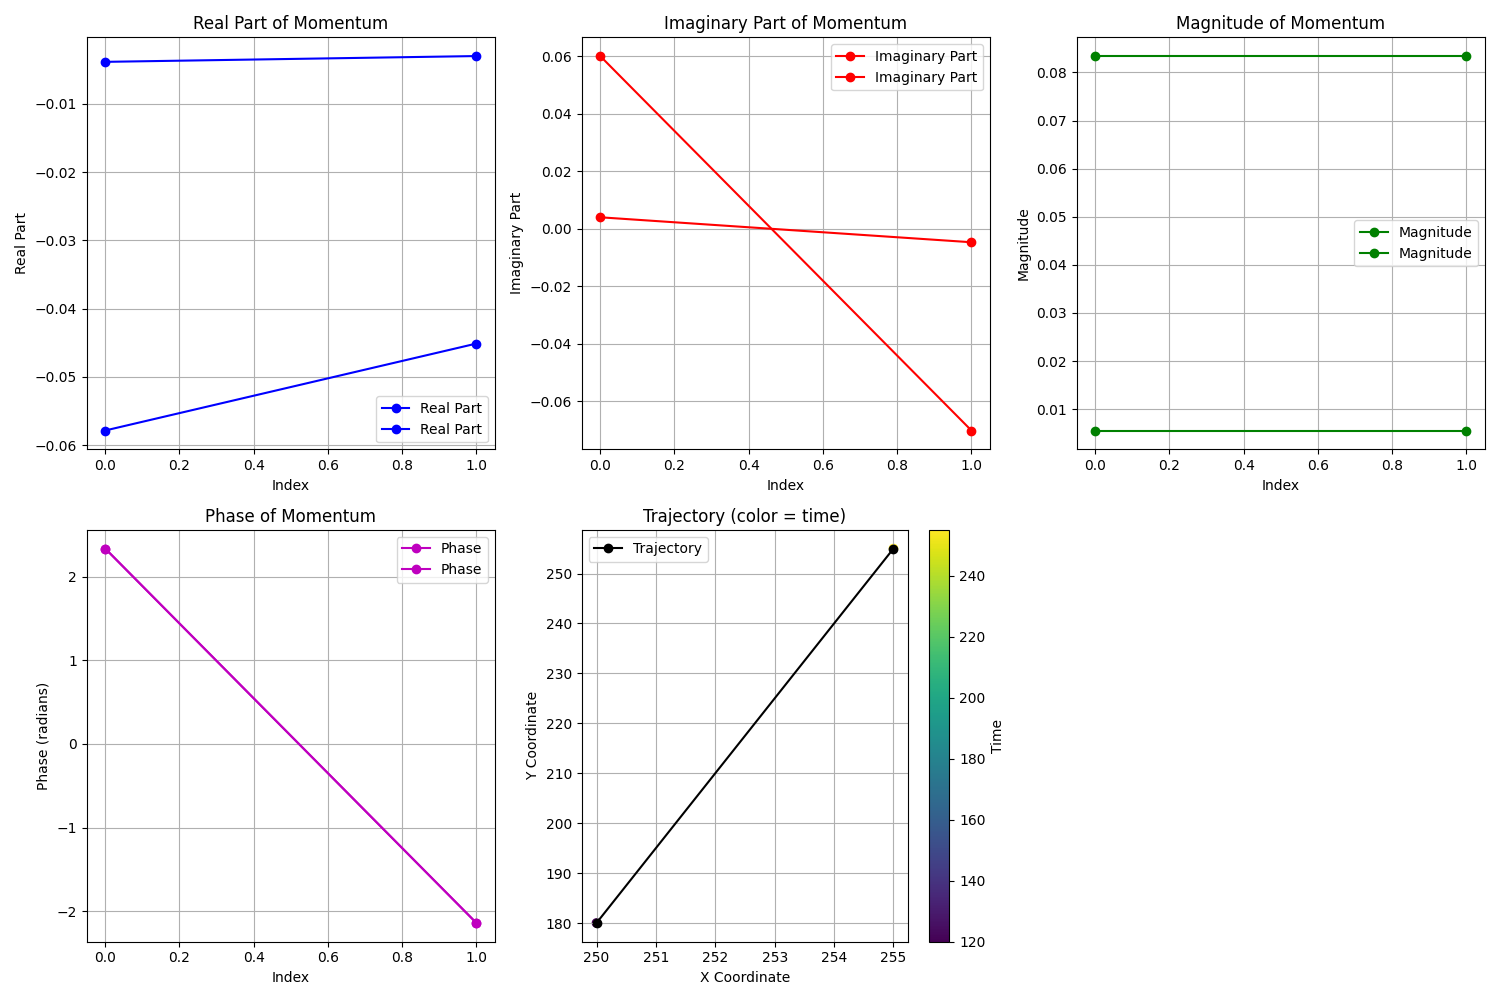 Real Part of Momentum
Real Part
−0.01
−0.02
−0.03
−0.04
−0.05
−0.06
Real Part
Real Part
0.0 0.2 0.4 0.6 0.8 1.0
Index
Imaginary Part of Momentum
Imaginary Part
0.06
0.04
0.02
0.00
−0.02
−0.04
−0.06
Imaginary Part
Imaginary Part
0.0 0.2 0.4 0.6 0.8 1.0
Index
Magnitude of Momentum
Magnitude
0.08
0.07
0.06
0.05
0.04
0.03
0.02
0.01
Magnitude
Magnitude
0.0 0.2 0.4 0.6 0.8 1.0
Index
Phase of Momentum
Phase (radians)
2
1
0
−1
−2
Phase
Phase
0.0 0.2 0.4 0.6 0.8 1.0
Index
Trajectory (color = time)
Y Coordinate
250
240
230
220
210
200
190
180
Trajectory
250 251 252 253 254 255
X Coordinate
240
220
200
180
160
140
120
Time